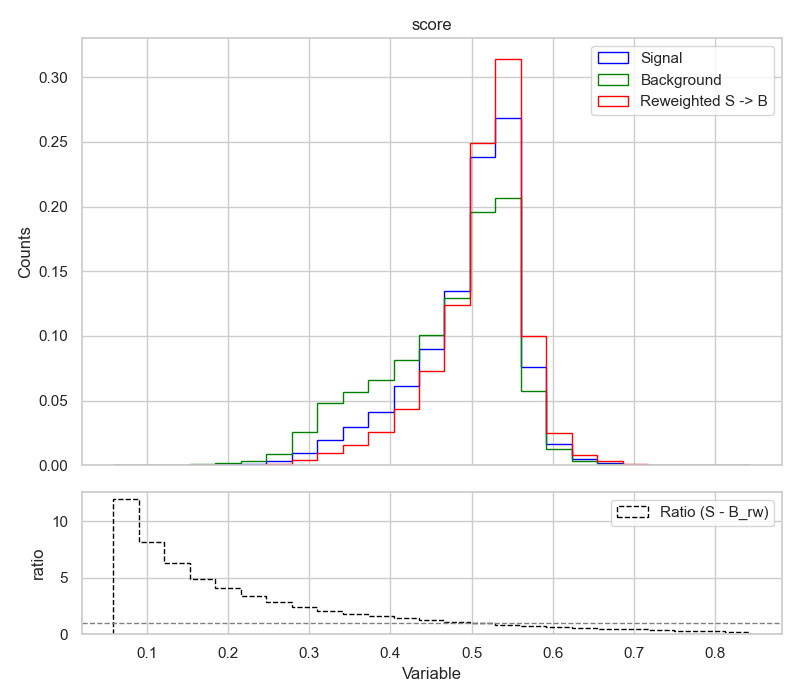 score
Signal
Background
Reweighted S -> B
0.30
0.25
0.20
0.15
0.10
0.05
0.00
Counts
Ratio (S - B_rw)
10
5
0
ratio
0.1 0.2 0.3 0.4 0.5 0.6 0.7 0.8
Variable